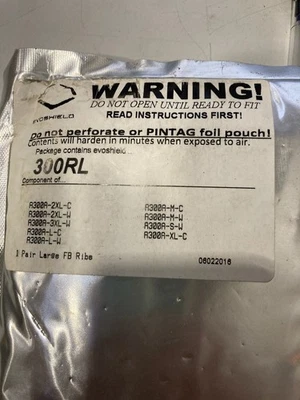 EVOSHIELD
WARNING!
DO NOT OPEN UNTIL READY TO FIT
READ INSTRUCTIONS FIRST!
Do not perforate or PINTAG foil pouch!
Contents will harden in minutes when exposed to air.
Package contains evoshield
300RL
Component of...
A300A-2XL-C
A300A-2XL-W
A300A-3XL-W
A300A-L-C
A300A-L-W
A300A-M-C
A300A-M-W
A300A-S-W
A300A-XL-C
1 Pair Large FB Ribs
06022016